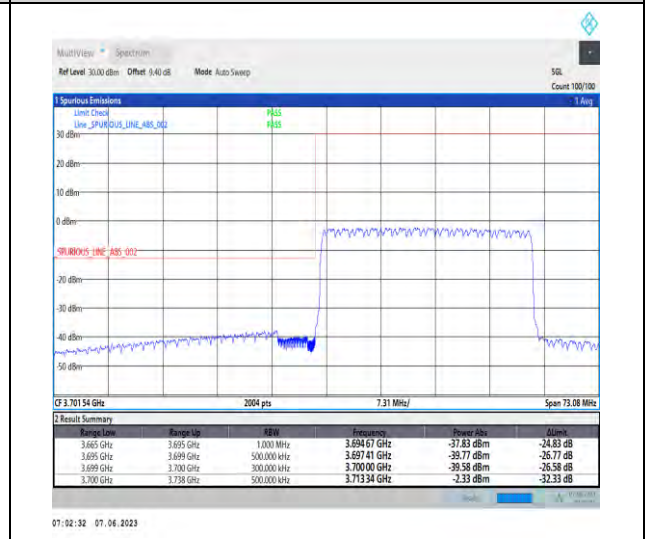 MultiView Spectrum
Ref Level 30.00 dBm Offset 9.40 dB Mode Auto Sweep SGL
Count 100/100
1 Spurious Emissions 1 Avg
Limit Check PASS
Line _SPURIOUS_LINE_ABS_002 PASS
30 dBm
20 dBm
10 dBm
0 dBm
SPURIOUS_LINE_ABS_002
-20 dBm
-30 dBm
-40 dBm
-50 dBm
CF 3.701 54 GHz 2004 pts 7.31 MHz/ Span 73.08 MHz
2 Result Summary
Range Low Range Up RBW Frequency Power Abs ΔLimit
3.665 GHz 3.695 GHz 1.000 MHz 3.694 67 GHz -37.83 dBm -24.83 dB
3.695 GHz 3.699 GHz 500.000 kHz 3.697 41 GHz -39.77 dBm -26.77 dB
3.699 GHz 3.700 GHz 300.000 kHz 3.700 00 GHz -39.58 dBm -26.58 dB
3.700 GHz 3.738 GHz 500.000 kHz 3.713 34 GHz -2.33 dBm -32.33 dB
07:02:32 07.06.2023